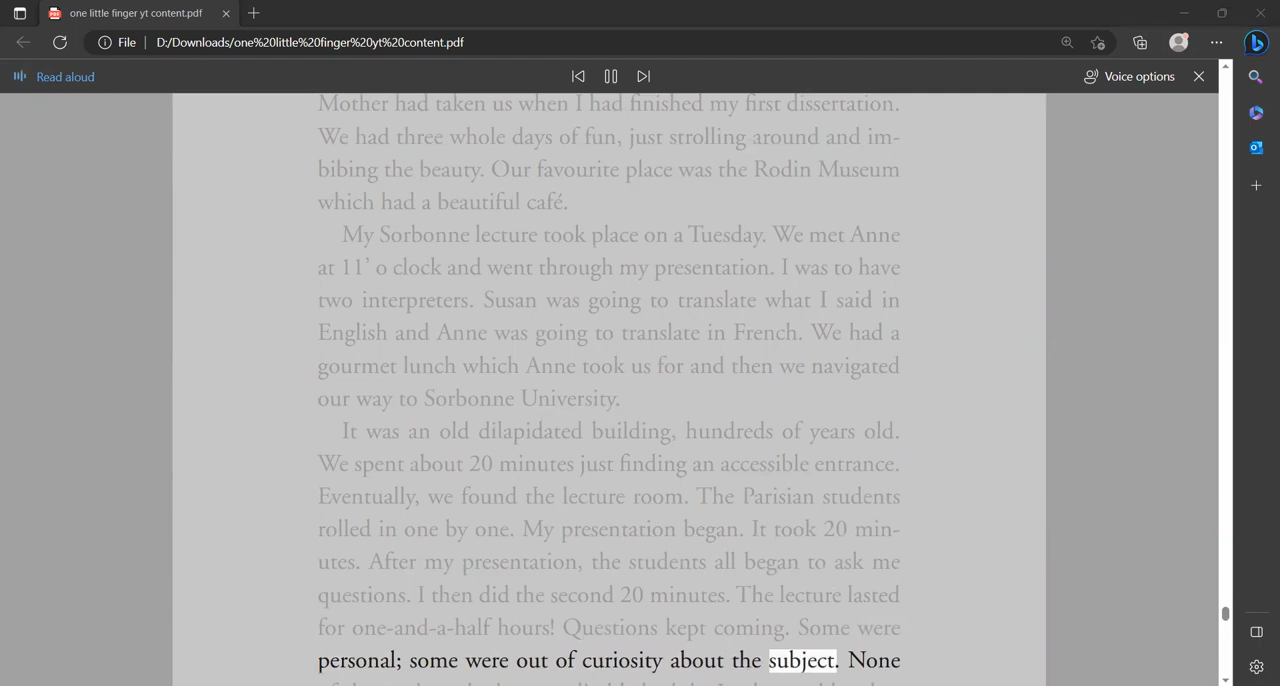 one little finger yt content.pdf
File D:/Downloads/one%20little%20finger%20yt%20content.pdf
Read aloud
Voice options
Mother had taken us when I had finished my first dissertation.
We had three whole days of fun, just strolling around and im-
bibing the beauty. Our favourite place was the Rodin Museum
which had a beautiful café.
My Sorbonne lecture took place on a Tuesday. We met Anne
at 11’ o clock and went through my presentation. I was to have
two interpreters. Susan was going to translate what I said in
English and Anne was going to translate in French. We had a
gourmet lunch which Anne took us for and then we navigated
our way to Sorbonne University.
It was an old dilapidated building, hundreds of years old.
We spent about 20 minutes just finding an accessible entrance.
Eventually, we found the lecture room. The Parisian students
rolled in one by one. My presentation began. It took 20 min-
utes. After my presentation, the students all began to ask me
questions. I then did the second 20 minutes. The lecture lasted
for one-and-a-half hours! Questions kept coming. Some were
personal; some were out of curiosity about the subject. None